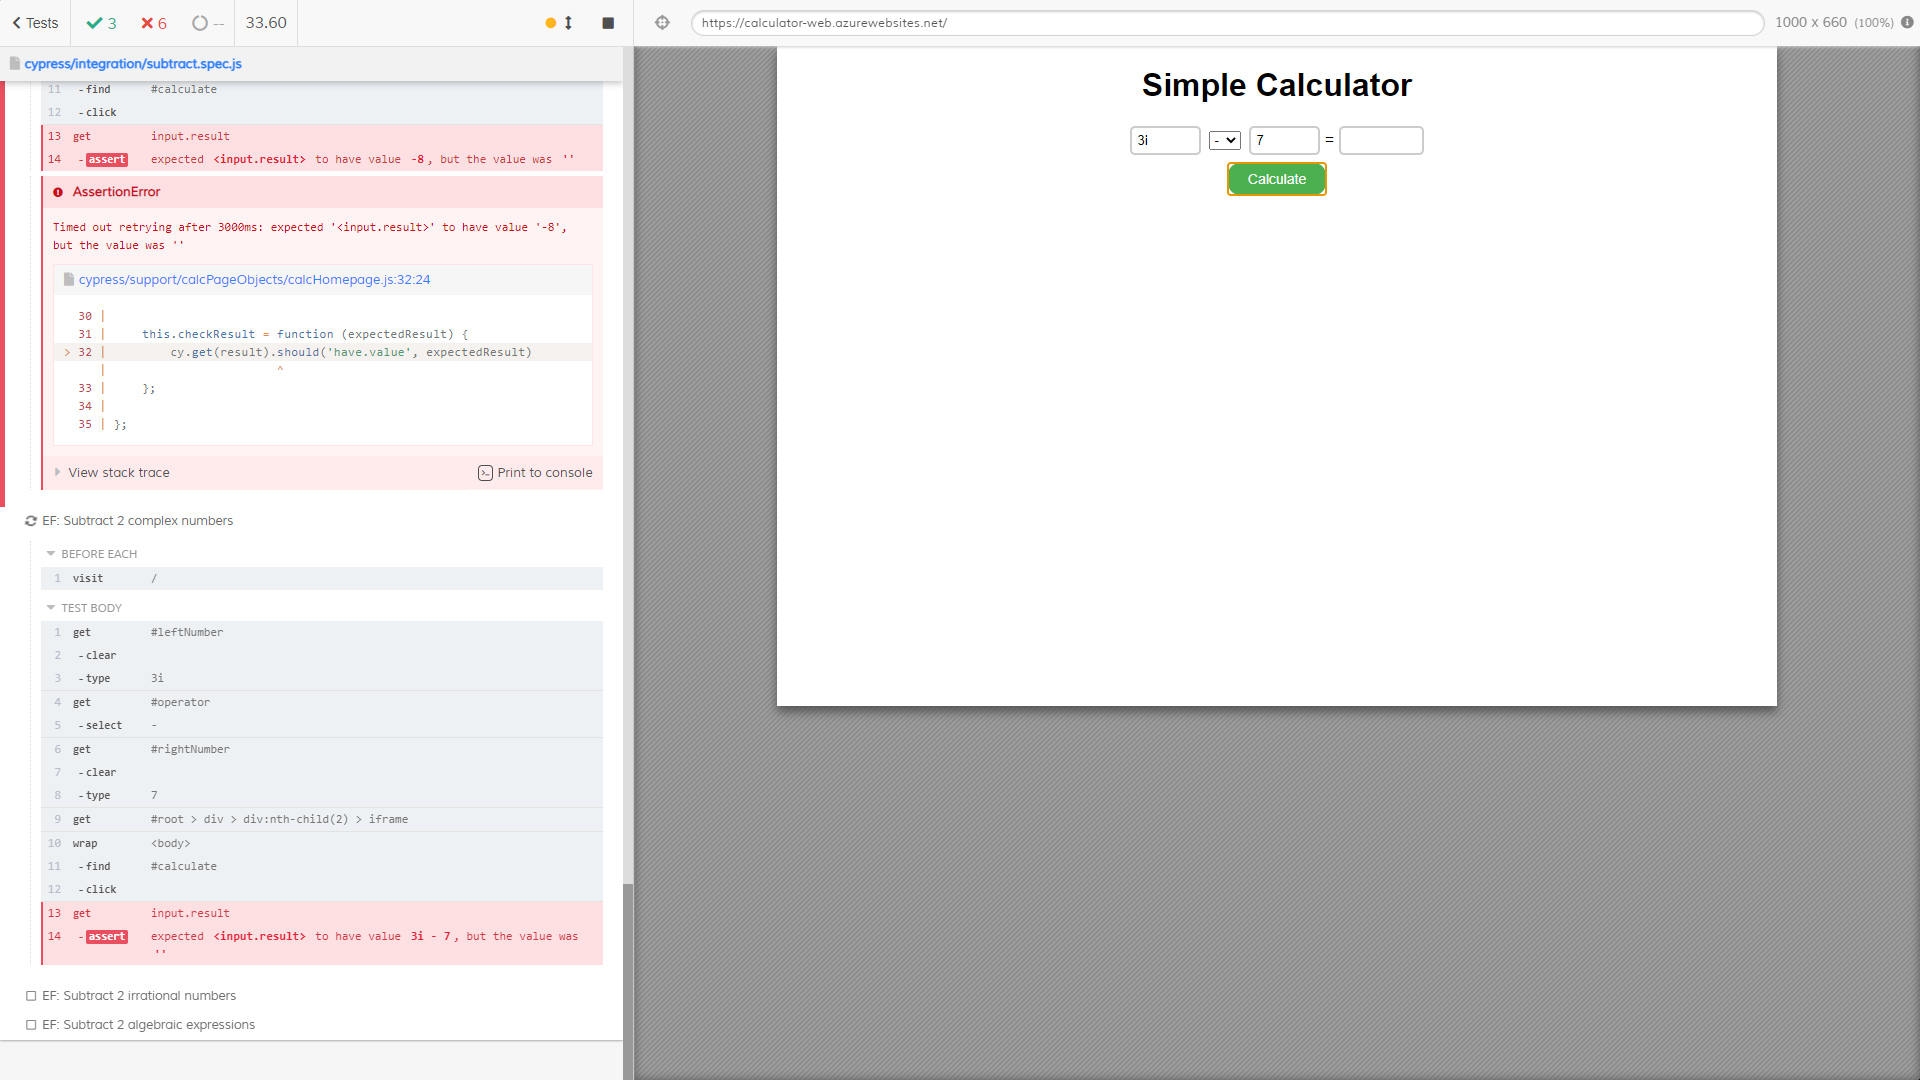 Tests
3
6
--
33.60
https://calculator-web.azurewebsites.net/
1000 x 660 (100%)
cypress/integration/subtract.spec.js
11 -find #calculate
12 -click
13 get input.result
14 -assert expected <input.result> to have value -8, but the value was ''
AssertionError
Timed out retrying after 3000ms: expected '<input.result>' to have value '-8',
but the value was ''
cypress/support/calcPageObjects/calcHomepage.js:32:24
30 |
31 | this.checkResult = function (expectedResult) {
> 32 | cy.get(result).should('have.value', expectedResult)
| ^
33 | };
34 |
35 | };
View stack trace
Print to console
EF: Subtract 2 complex numbers
BEFORE EACH
1 visit /
TEST BODY
1 get #leftNumber
2 -clear
3 -type 3i
4 get #operator
5 -select -
6 get #rightNumber
7 -clear
8 -type 7
9 get #root > div > div:nth-child(2) > iframe
10 wrap <body>
11 -find #calculate
12 -click
13 get input.result
14 -assert expected <input.result> to have value 3i - 7, but the value was
''
EF: Subtract 2 irrational numbers
EF: Subtract 2 algebraic expressions
Simple Calculator
3i - 7 =
Calculate